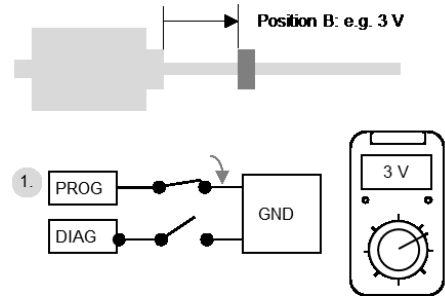 Position B: e.g. 3 V
1.
PROG
DIAG
GND
3 V